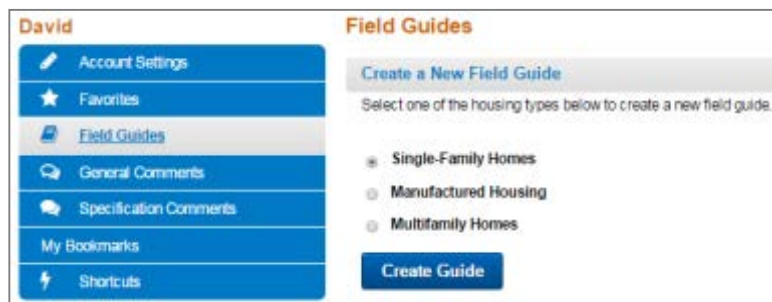 David
Account Settings
Favorites
Field Guides
General Comments
Specification Comments
My Bookmarks
Shortcuts
Field Guides
Create a New Field Guide
Select one of the housing types below to create a new field guide.
Single-Family Homes
Manufactured Housing
Multifamily Homes
Create Guide